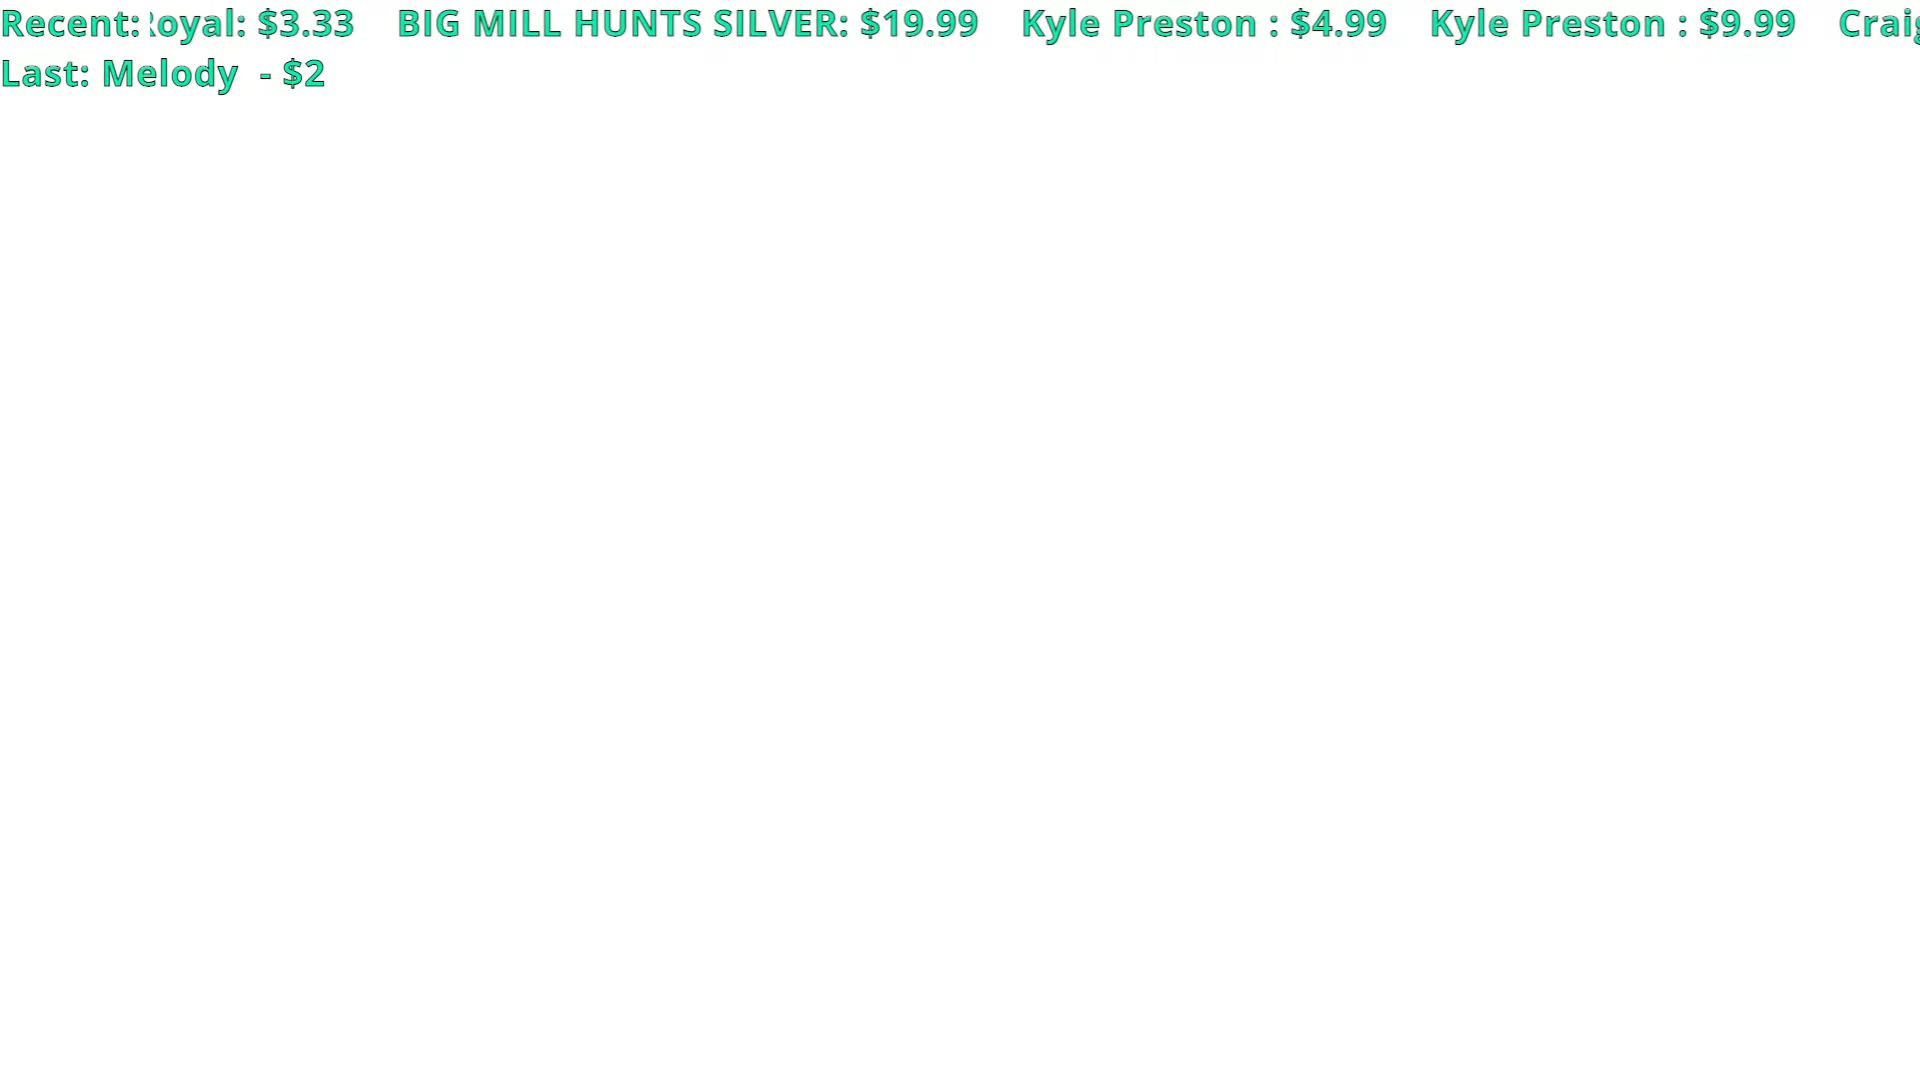 Recent: Royal: $3.33 BIG MILL HUNTS SILVER: $19.99 Kyle Preston : $4.99 Kyle Preston : $9.99
Last: Melody - $2